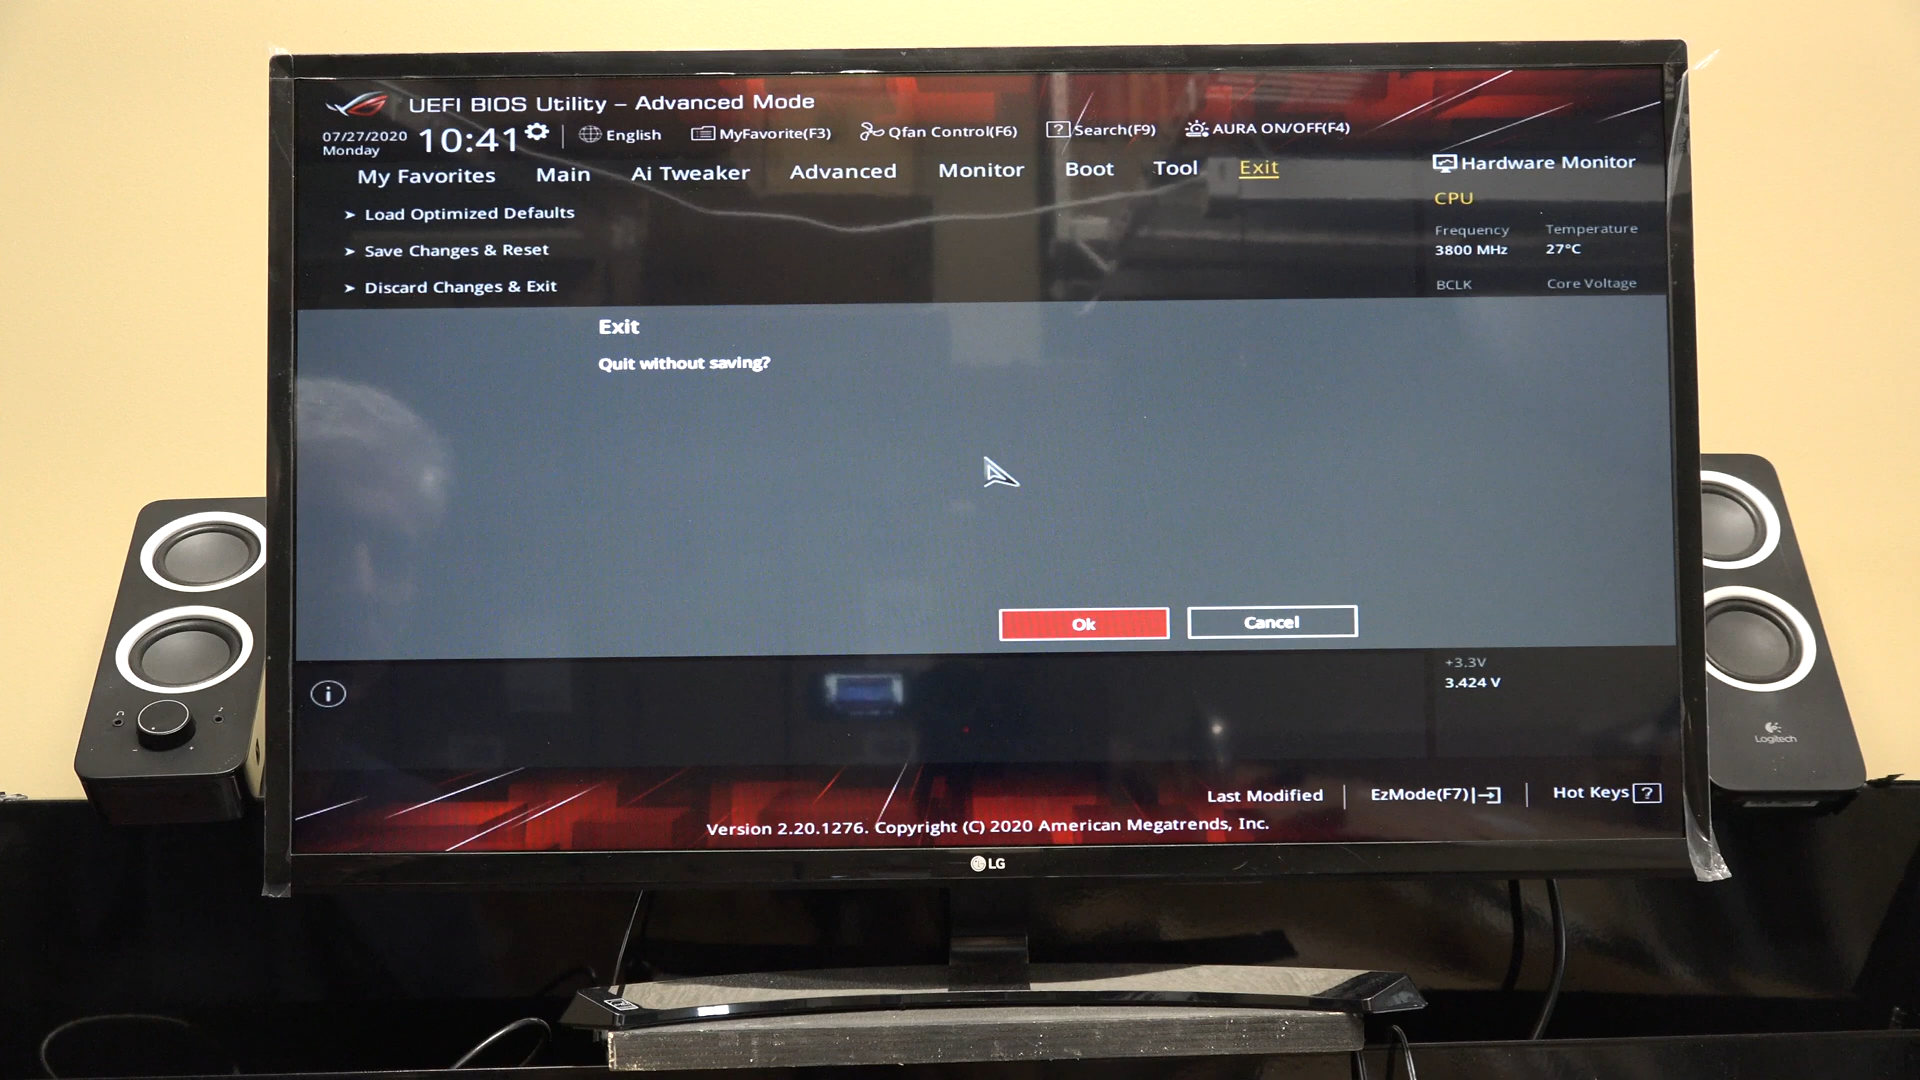 UEFI BIOS Utility – Advanced Mode
07/27/2020
Monday
10:41
English
MyFavorite(F3)
Qfan Control(F6)
? Search(F9)
AURA ON/OFF(F4)
My Favorites
Main
Ai Tweaker
Advanced
Monitor
Boot
Tool
Exit
Hardware Monitor
Load Optimized Defaults
Save Changes & Reset
Discard Changes & Exit
CPU
Frequency
Temperature
3800 MHz
27°C
BCLK
Core Voltage
Exit
Quit without saving?
Ok
Cancel
+3.3V
3.424 V
i
Last Modified
EzMode(F7)
Hot Keys ?
Version 2.20.1276. Copyright (C) 2020 American Megatrends, Inc.
LG
Logitech